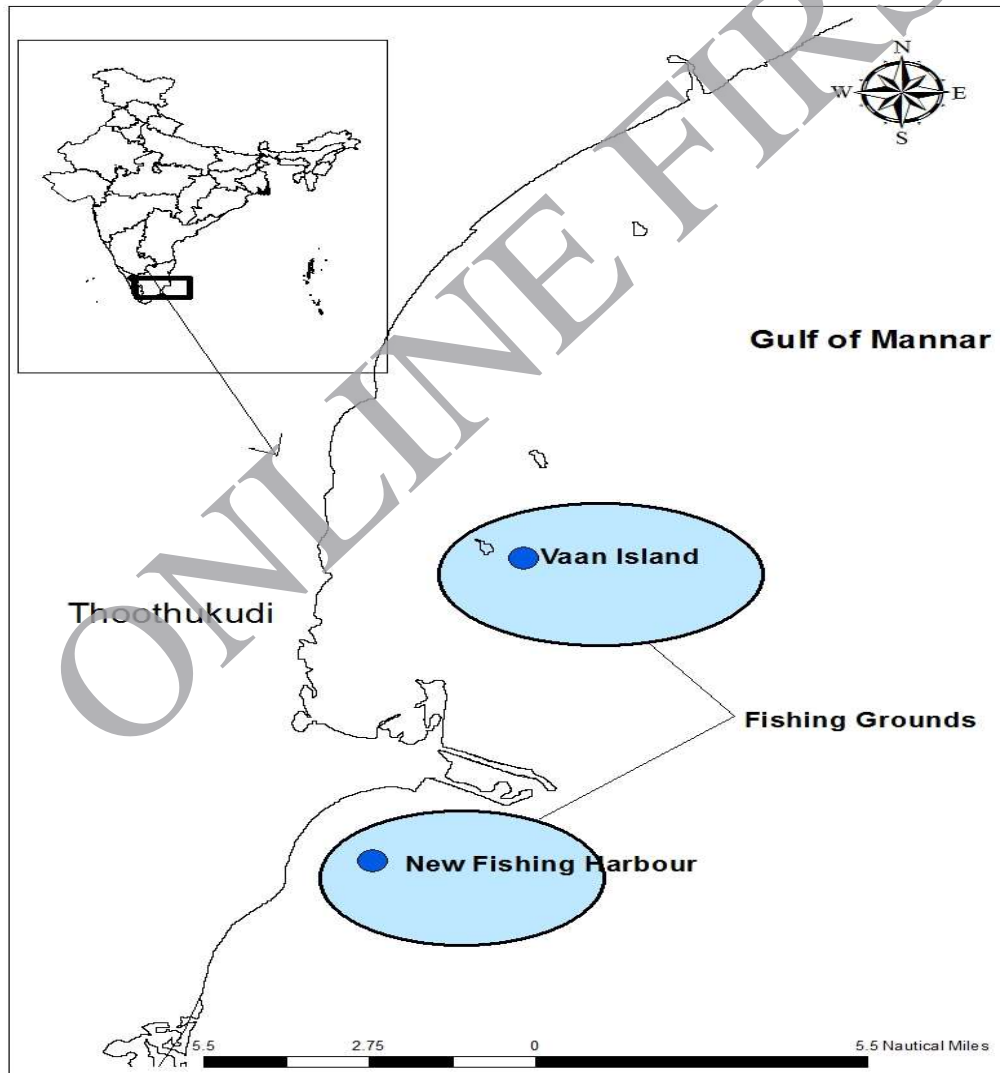 ONLINE FIRS
N
W E
S
Gulf of Mannar
Vaan Island
Thoothukudi
Fishing Grounds
New Fishing Harbour
5.5 2.75 0 5.5 Nautical Miles